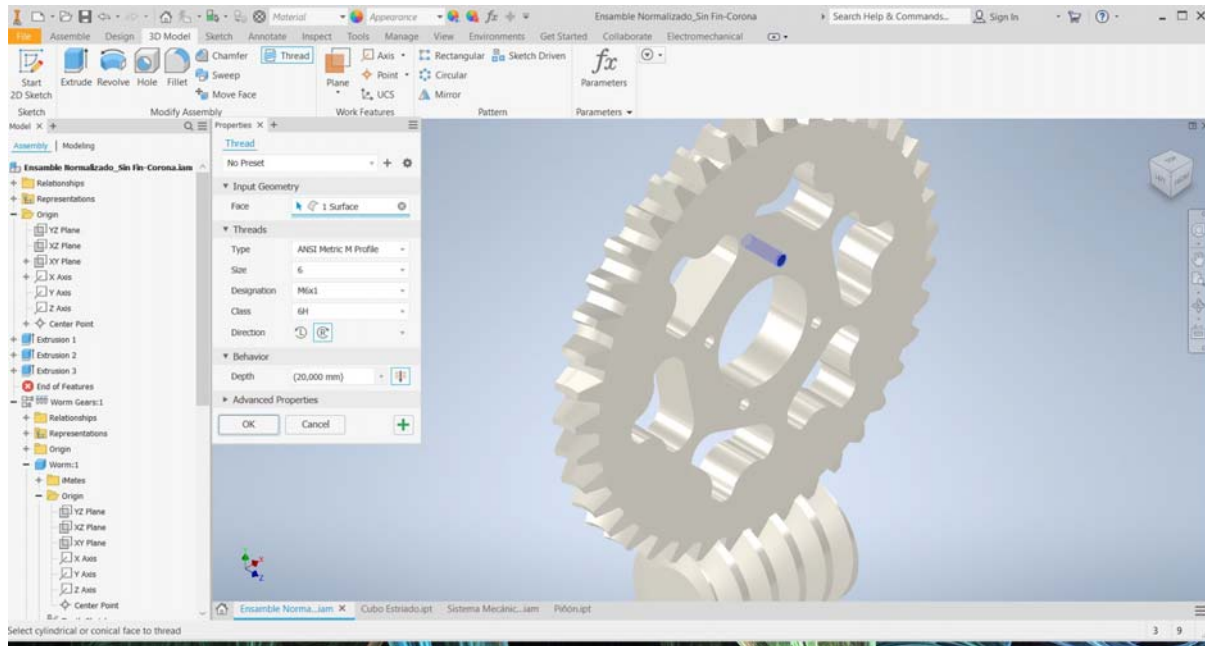 Material
Appearance
Ensamble Normalizado_Sin Fin-Corona
Search Help & Commands...
Sign In
File Assemble Design 3D Model Sketch Annotate Inspect Tools Manage View Environments Get Started Collaborate Electromechanical
Start
2D Sketch
Extrude Revolve Hole Fillet
Chamfer
Thread
Sweep
Move Face
Plane
Axis
Point
UCS
Rectangular
Sketch Driven
Circular
Mirror
fx
Parameters
Sketch
Modify Assembly
Work Features
Pattern
Parameters
Model
Assembly | Modeling
Ensamble Normalizado_Sin Fin-Corona.iam
Relationships
Representations
Origin
YZ Plane
XZ Plane
XY Plane
X Axis
Y Axis
Z Axis
Center Point
Extrusion 1
Extrusion 2
Extrusion 3
End of Features
Worm Gears:1
Relationships
Representations
Origin
Worm:1
iMates
Origin
YZ Plane
XZ Plane
XY Plane
X Axis
Y Axis
Z Axis
Center Point
Properties
Thread
No Preset
Input Geometry
Face 1 Surface
Threads
Type ANSI Metric M Profile
Size 6
Designation M6x1
Class 6H
Direction
Behavior
Depth (20,000 mm)
Advanced Properties
OK Cancel
Ensamble Norma...iam Cubo Estriado.ipt Sistema Mecánic...iam Piñón.ipt
Select cylindrical or conical face to thread
3 9